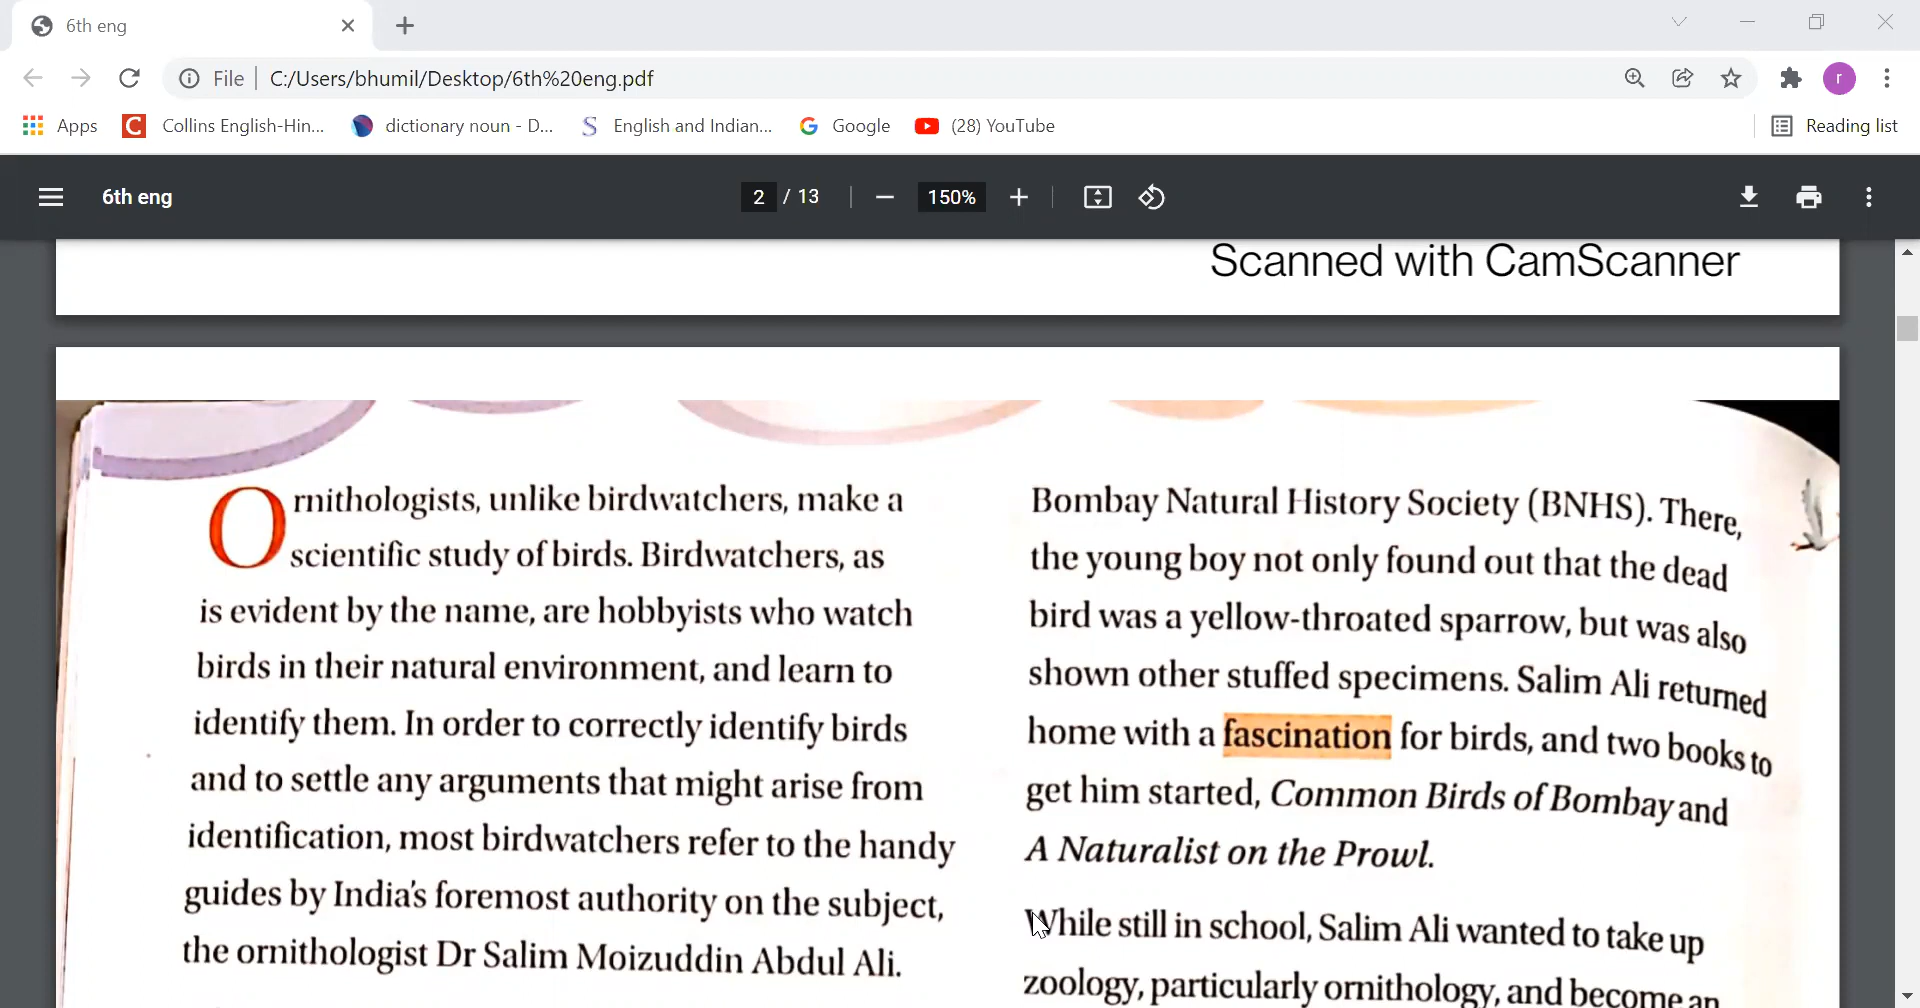 6th eng
File
C:/Users/bhumil/Desktop/6th%20eng.pdf
r
Apps
Collins English-Hin...
dictionary noun - D...
English and Indian...
Google
(28) YouTube
Reading list
6th eng
2 / 13
150%
Scanned with CamScanner
Ornithologists, unlike birdwatchers, make a
scientific study of birds. Birdwatchers, as
is evident by the name, are hobbyists who watch
birds in their natural environment, and learn to
identify them. In order to correctly identify birds
and to settle any arguments that might arise from
identification, most birdwatchers refer to the handy
guides by India's foremost authority on the subject,
the ornithologist Dr Salim Moizuddin Abdul Ali.
Bombay Natural History Society (BNHS). There,
the young boy not only found out that the dead
bird was a yellow-throated sparrow, but was also
shown other stuffed specimens. Salim Ali returned
home with a fascination for birds, and two books to
get him started, Common Birds of Bombay and
A Naturalist on the Prowl.
While still in school, Salim Ali wanted to take up
zoology, particularly ornithology, and become an